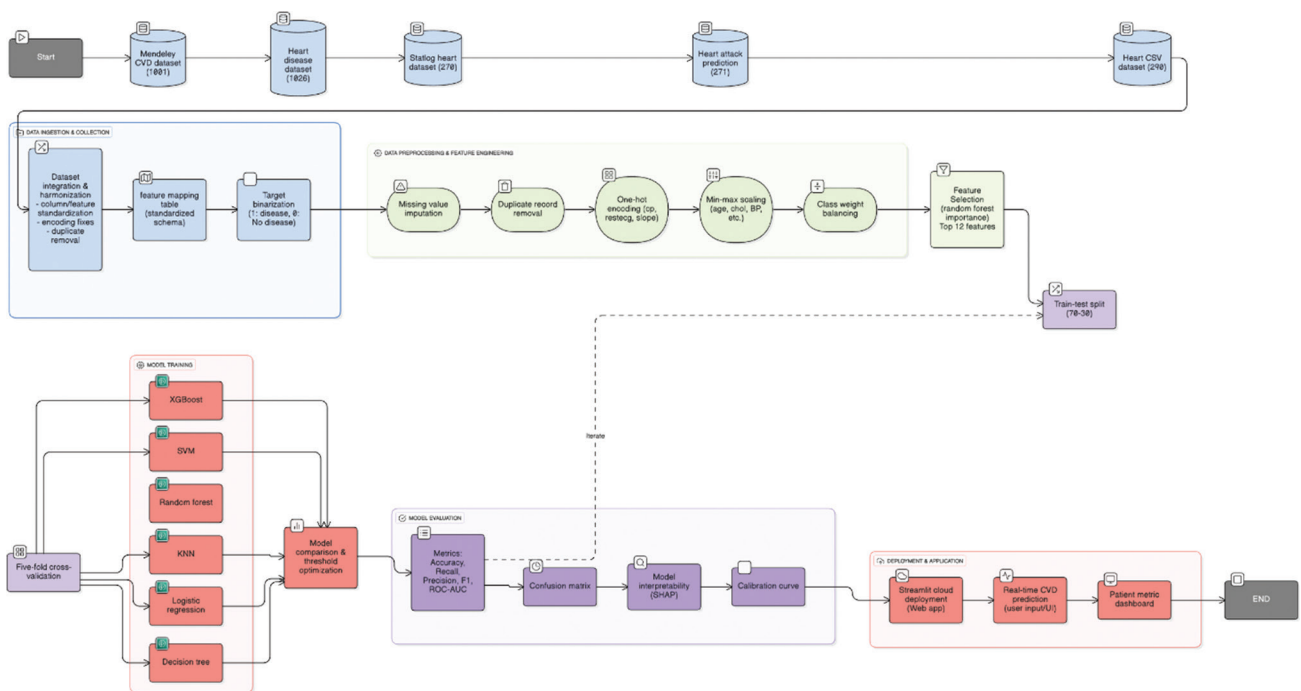 Start
Mendeley
CVD dataset
(1001)
Heart
disease
dataset
(1026)
Statlog heart
dataset (270)
Heart attack
prediction
(271)
Heart CSV
dataset (290)
DATA INGESTION & COLLECTION
Dataset
integration &
harmonization
- column/feature
standardization
- encoding fixes
- duplicate
removal
feature mapping
table
(standardized
schema)
Target
binarization
(1: disease, 0:
No disease)
DATA PREPROCESSING & FEATURE ENGINEERING
Missing value
imputation
Duplicate record
removal
One-hot
encoding (cp,
restecg, slope)
Min-max scaling
(age, chol, BP,
etc.)
Class weight
balancing
Feature
Selection
(random forest
importance)
Top 12 features
Train-test split
(70-30)
MODEL TRAINING
XGBoost
SVM
Random forest
KNN
Logistic
regression
Decision tree
Five-fold cross-
validation
Model
comparison &
threshold
optimization
Iterate
MODEL EVALUATION
Metrics:
Accuracy,
Recall,
Precision, F1,
ROC-AUC
Confusion matrix
Model
interpretability
(SHAP)
Calibration curve
DEPLOYMENT & APPLICATION
Streamlit cloud
deployment
(Web app)
Real-time CVD
prediction
(user input/UI)
Patient metric
dashboard
END